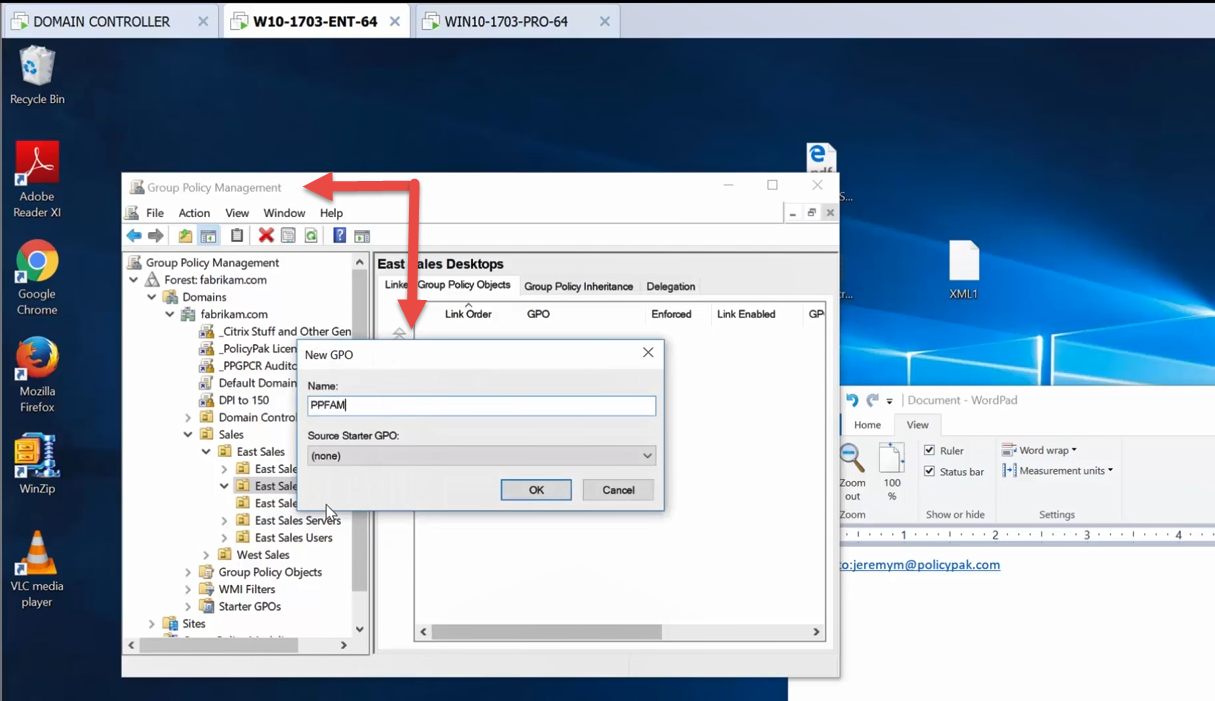 DOMAIN CONTROLLER
W10-1703-ENT-64
WIN10-1703-PRO-64
Recycle Bin
Adobe
Reader XI
Google
Chrome
Mozilla
Firefox
WinZip
VLC media
player
pdf
S...
tr...
XML1
Group Policy Management
File Action View Window Help
Group Policy Management
Forest: fabrikam.com
Domains
fabrikam.com
_Citrix Stuff and Other Gen
_PolicyPak Licen
_PPGPCR Audito
Default Domain
DPI to 150
Domain Contro
Sales
East Sales
East Sale
East Sale
East Sale
East Sales Servers
East Sales Users
West Sales
Group Policy Objects
WMI Filters
Starter GPOs
Sites
East Sales Desktops
Linke Group Policy Objects Group Policy Inheritance Delegation
Link Order GPO Enforced Link Enabled GP
New GPO
Name:
PPFAM
Source Starter GPO:
(none)
OK Cancel
Document - WordPad
Home View
Zoom
out
100
%
Zoom
Ruler
Status bar
Show or hide
Word wrap
Measurement units
Settings
1 2 3 4
to:jeremym@policypak.com